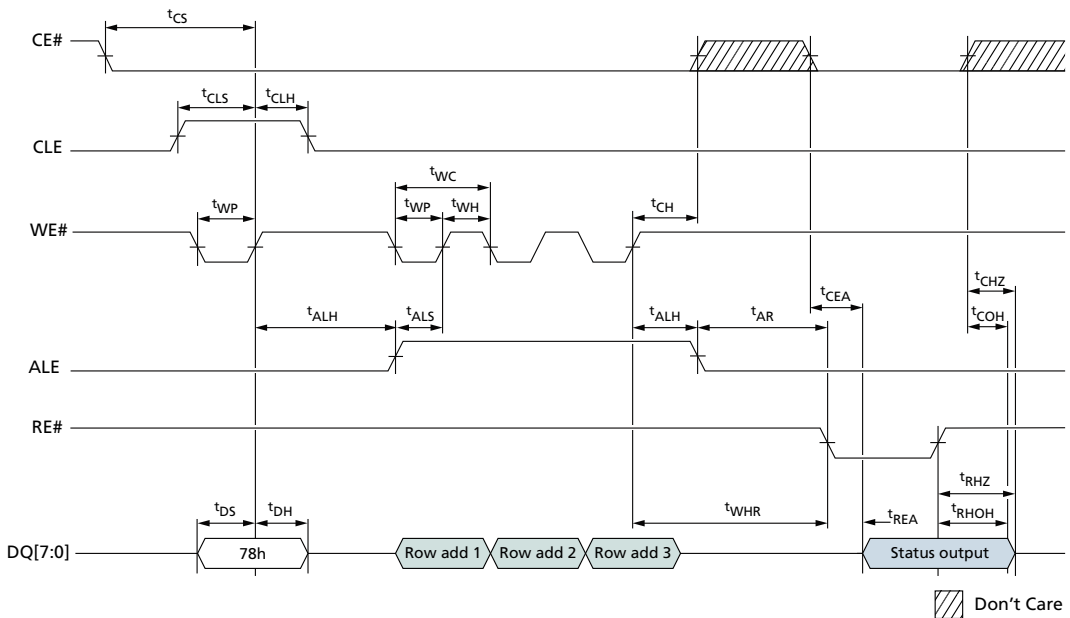 tCS
CE#
tCLS tCLH
CLE
tWC
tWP tWP tWH tCH
WE#
tCEA tCHZ
tALH tALS tALH tAR tCOH
ALE
RE#
tRHZ
tDS tDH tWHR tREA tRHOH
DQ[7:0] 78h Row add 1 Row add 2 Row add 3 Status output
Don't Care